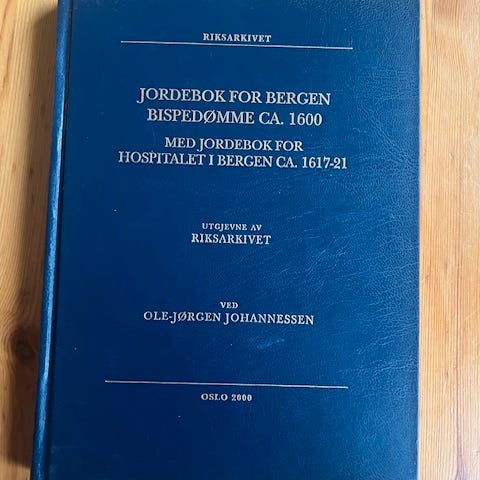 RIKSARKIVET
JORDEBOK FOR BERGEN
BISPEDØMME CA. 1600
MED JORDEBOK FOR
HOSPITALET I BERGEN CA. 1617-21
UTGJEVNE AV
RIKSARKIVET
VED
OLE-JØRGEN JOHANNESSEN
OSLO 2000